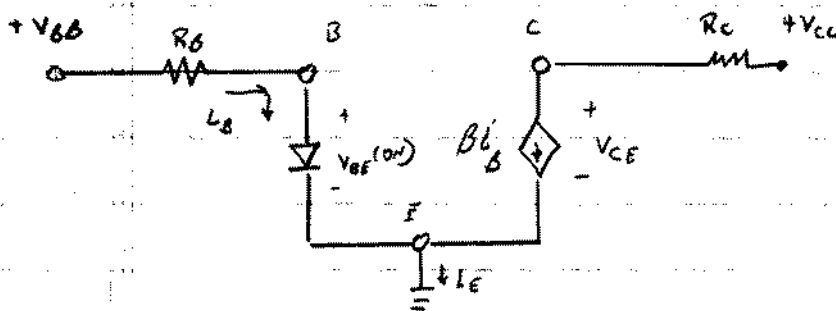 + VBB RB B C RC +VCC
iB + VBE(ON) - βiB + VCE -
E
IE